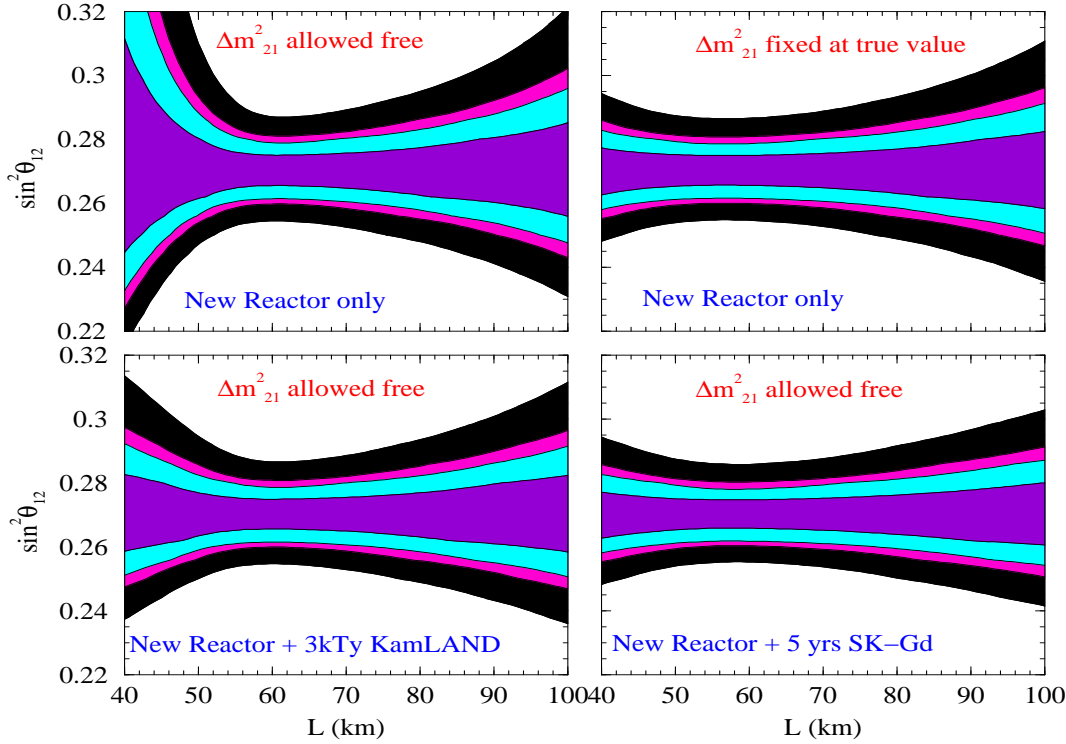 0.32
0.3
0.28
0.26
0.24
0.22
sin²θ₁₂
Δm²₂₁ allowed free
New Reactor only
Δm²₂₁ fixed at true value
New Reactor only
0.32
0.3
0.28
0.26
0.24
0.22
sin²θ₁₂
Δm²₂₁ allowed free
New Reactor + 3kTy KamLAND
Δm²₂₁ allowed free
New Reactor + 5 yrs SK−Gd
40 50 60 70 80 90 100
40 50 60 70 80 90 100
L (km)
L (km)